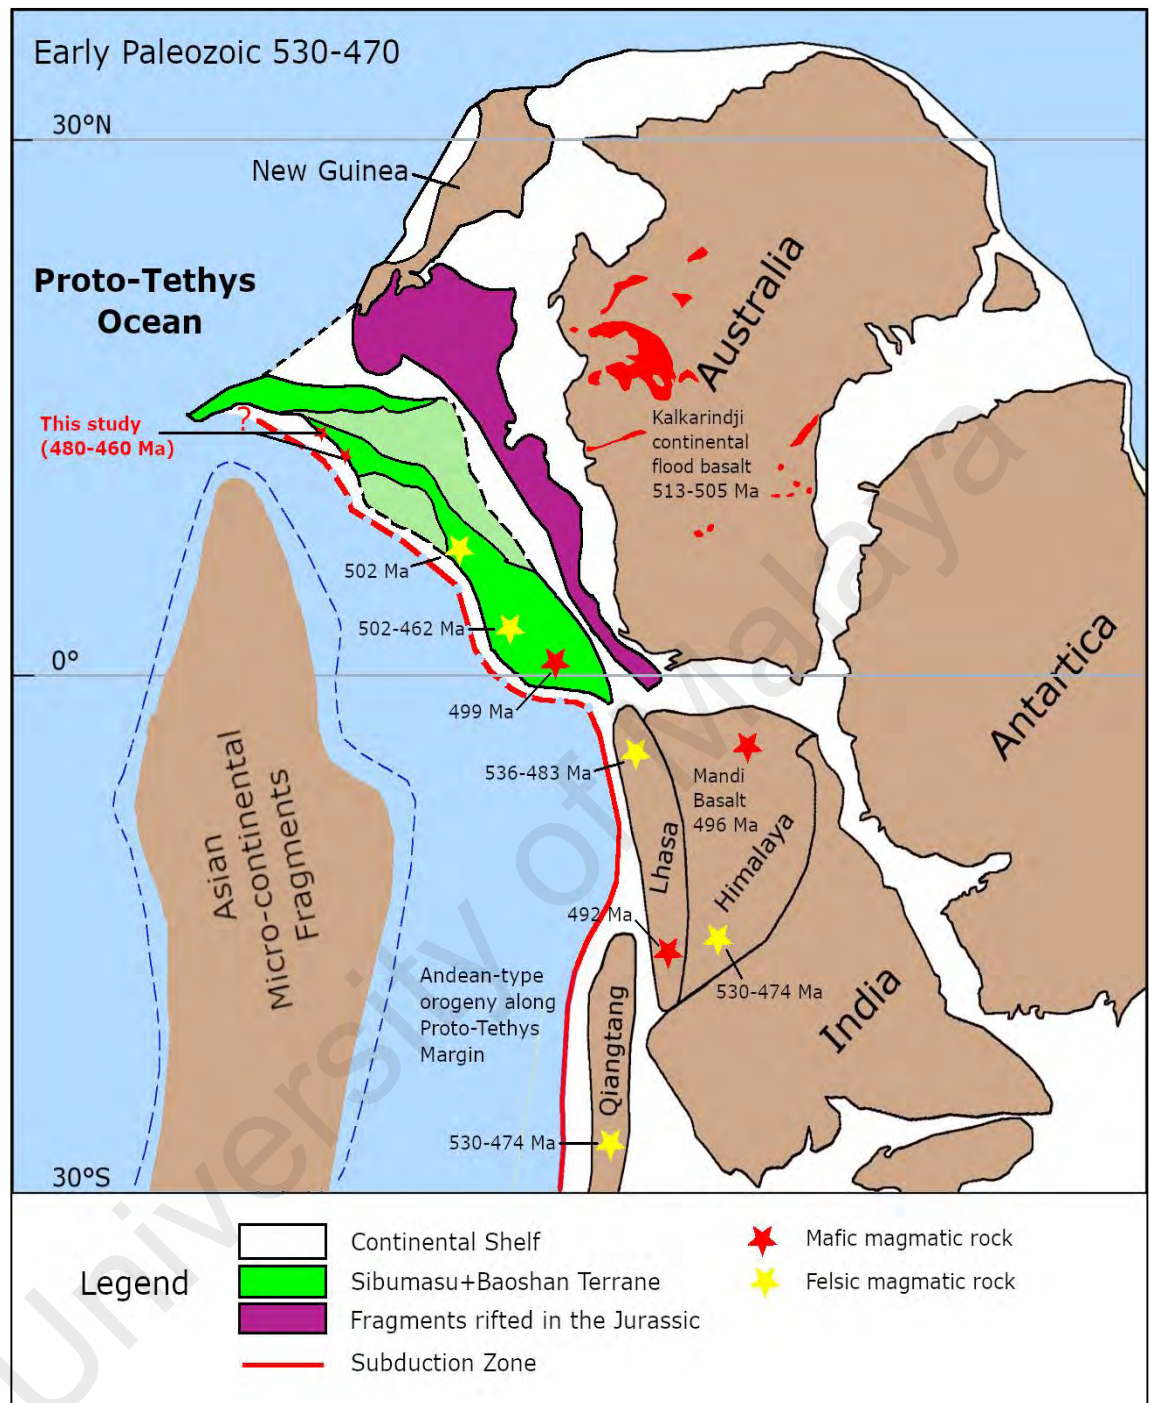 Early Paleozoic 530-470
30°N
New Guinea
Proto-Tethys
Ocean
Australia
This study
(480-460 Ma)
?
Kalkarindji
continental
flood basalt
513-505 Ma
502 Ma
502-462 Ma
0°
499 Ma
Antartica
536-483 Ma
Mandi
Basalt
496 Ma
Asian
Micro-continental
Fragments
Lhasa
Himalaya
492 Ma
530-474 Ma
Andean-type
orogeny along
Proto-Tethys
Margin
India
Qiangtang
530-474 Ma
30°S
Legend
Continental Shelf
Sibumasu+Baoshan Terrane
Fragments rifted in the Jurassic
Subduction Zone
Mafic magmatic rock
Felsic magmatic rock
University of Malaya